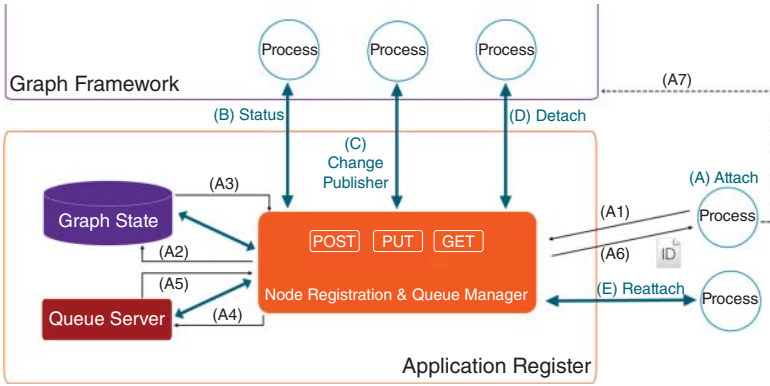 Process
Process
Process
Graph Framework
(A7)
(B) Status
(C)
Change
Publisher
(D) Detach
(A) Attach
(A3)
Graph State
(A1)
Process
POST
PUT
GET
(A2)
(A6)
ID
(A5)
Node Registration & Queue Manager
(E) Reattach
Process
Queue Server
(A4)
Application Register